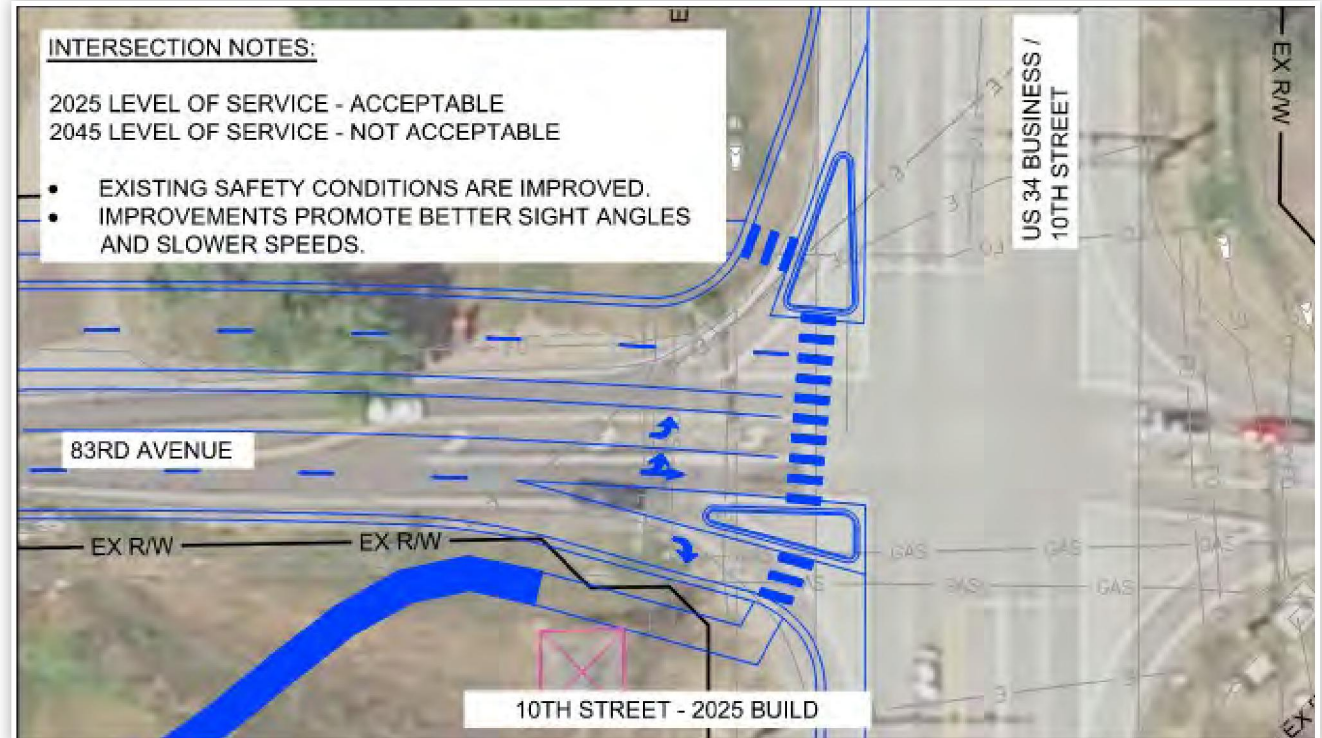 INTERSECTION NOTES:
2025 LEVEL OF SERVICE - ACCEPTABLE
2045 LEVEL OF SERVICE - NOT ACCEPTABLE
• EXISTING SAFETY CONDITIONS ARE IMPROVED.
• IMPROVEMENTS PROMOTE BETTER SIGHT ANGLES
AND SLOWER SPEEDS.
E
US 34 BUSINESS /
10TH STREET
EX R/W
E
E
E
83RD AVENUE
EX R/W
EX R/W
GAS
GAS
GAS
GAS
GAS
E
E
10TH STREET - 2025 BUILD